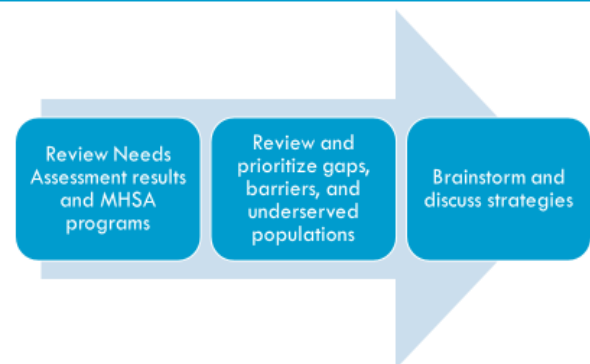 Review Needs
Assessment results
and MHSA
programs
Review and
prioritize gaps,
barriers, and
underserved
populations
Brainstorm and
discuss strategies